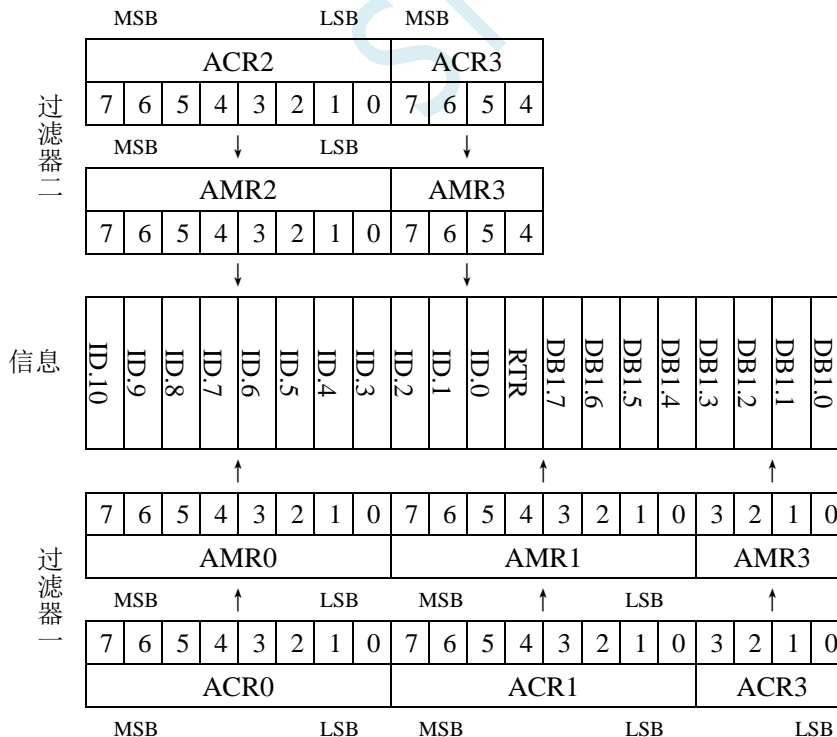 MSB LSB MSB
ACR2 ACR3
7 6 5 4 3 2 1 0 7 6 5 4
过滤器二
MSB LSB
AMR2 AMR3
7 6 5 4 3 2 1 0 7 6 5 4
信息
ID.10 ID.9 ID.8 ID.7 ID.6 ID.5 ID.4 ID.3 ID.2 ID.1 ID.0 RTR DB1.7 DB1.6 DB1.5 DB1.4 DB1.3 DB1.2 DB1.1 DB1.0
7 6 5 4 3 2 1 0 7 6 5 4 3 2 1 0 3 2 1 0
AMR0 AMR1 AMR3
过滤器一
MSB LSB MSB LSB
7 6 5 4 3 2 1 0 7 6 5 4 3 2 1 0 3 2 1 0
ACR0 ACR1 ACR3
MSB LSB MSB LSB LSB